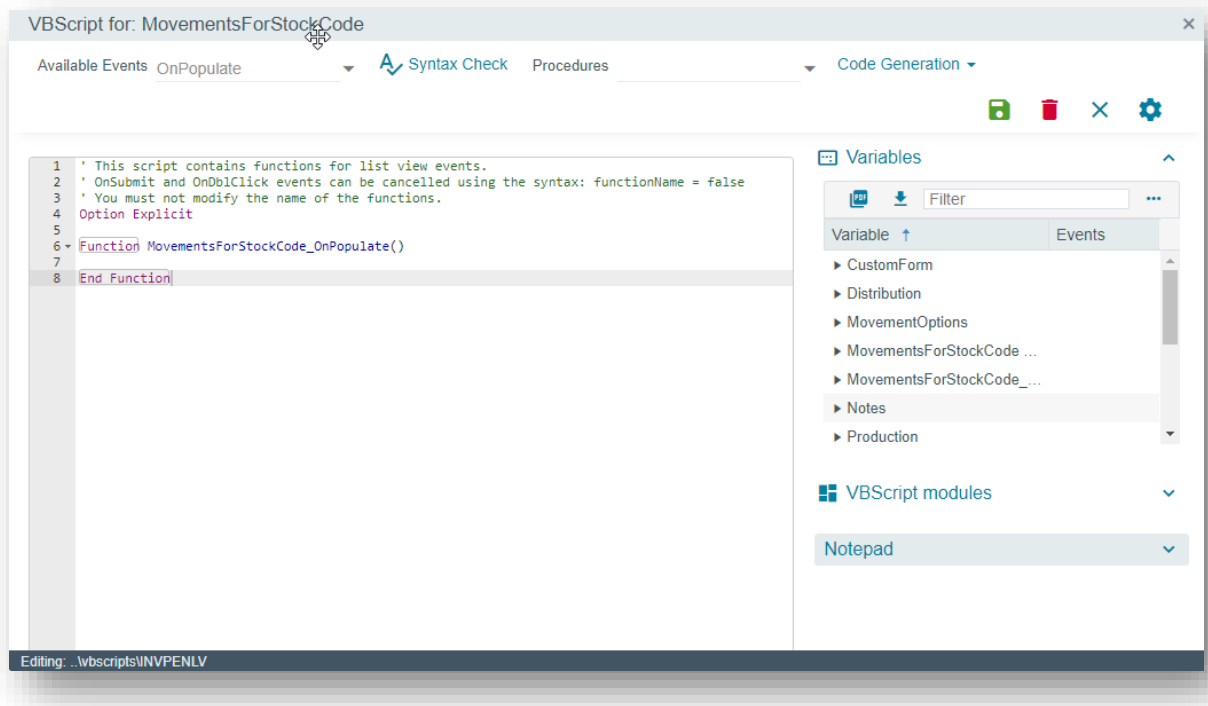 VBScript for: MovementsForStockCode
Available Events OnPopulate Syntax Check Procedures Code Generation
1 ' This script contains functions for list view events.
2 ' OnSubmit and OnDblClick events can be cancelled using the syntax: functionName = false
3 ' You must not modify the name of the functions.
4 Option Explicit
5
6 Function MovementsForStockCode_OnPopulate()
7
8 End Function
Variables
PDF Filter ...
Variable ↑ Events
CustomForm
Distribution
MovementOptions
MovementsForStockCode ...
MovementsForStockCode_...
Notes
Production
VBScript modules
Notepad
Editing: ..\vbscripts\INVPENLV